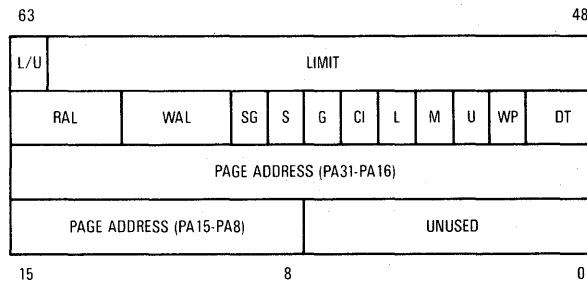 63 48
L/U LIMIT
RAL WAL SG S G CI L M U WP DT
PAGE ADDRESS (PA31-PA16)
PAGE ADDRESS (PA15-PA8) UNUSED
15 8 0